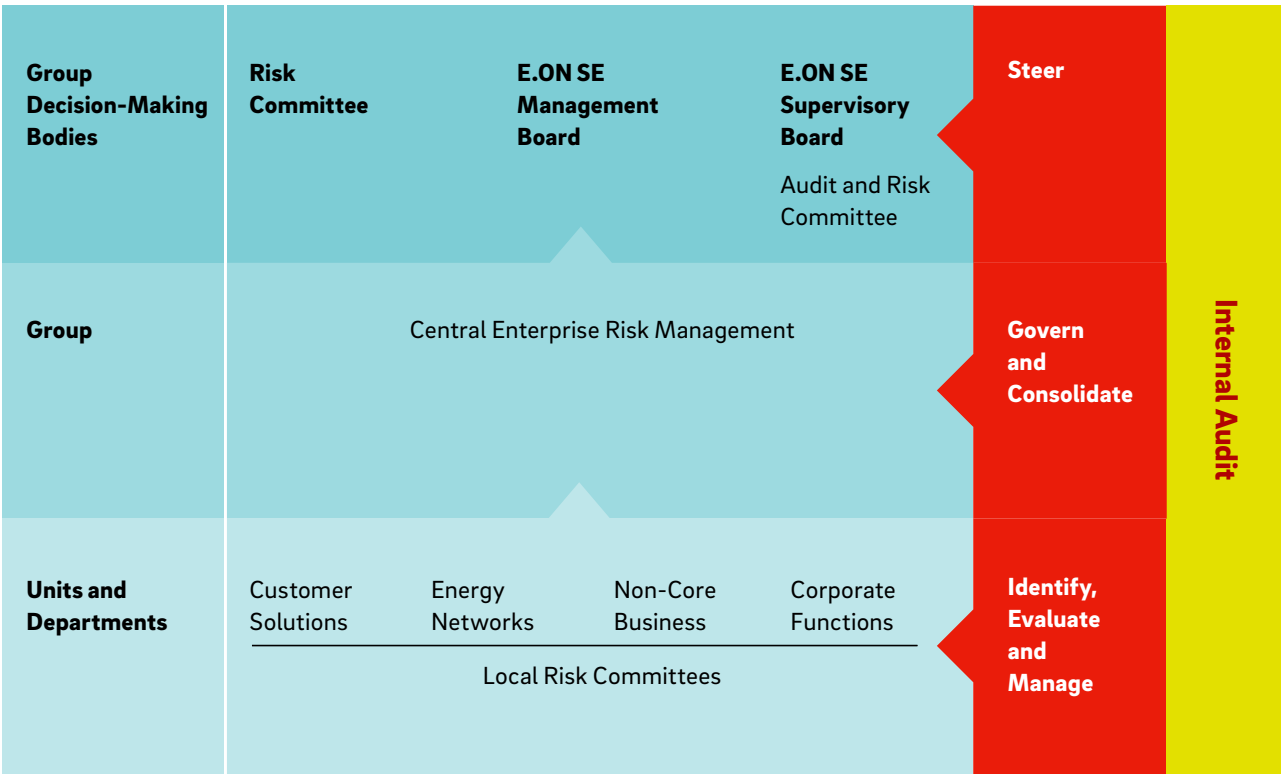 Group
Decision-Making
Bodies
Risk
Committee
E.ON SE
Management
Board
E.ON SE
Supervisory
Board
Audit and Risk
Committee
Steer
Group
Central Enterprise Risk Management
Govern
and
Consolidate
Units and
Departments
Customer
Solutions
Energy
Networks
Non-Core
Business
Corporate
Functions
Local Risk Committees
Identify,
Evaluate
and
Manage
Internal Audit